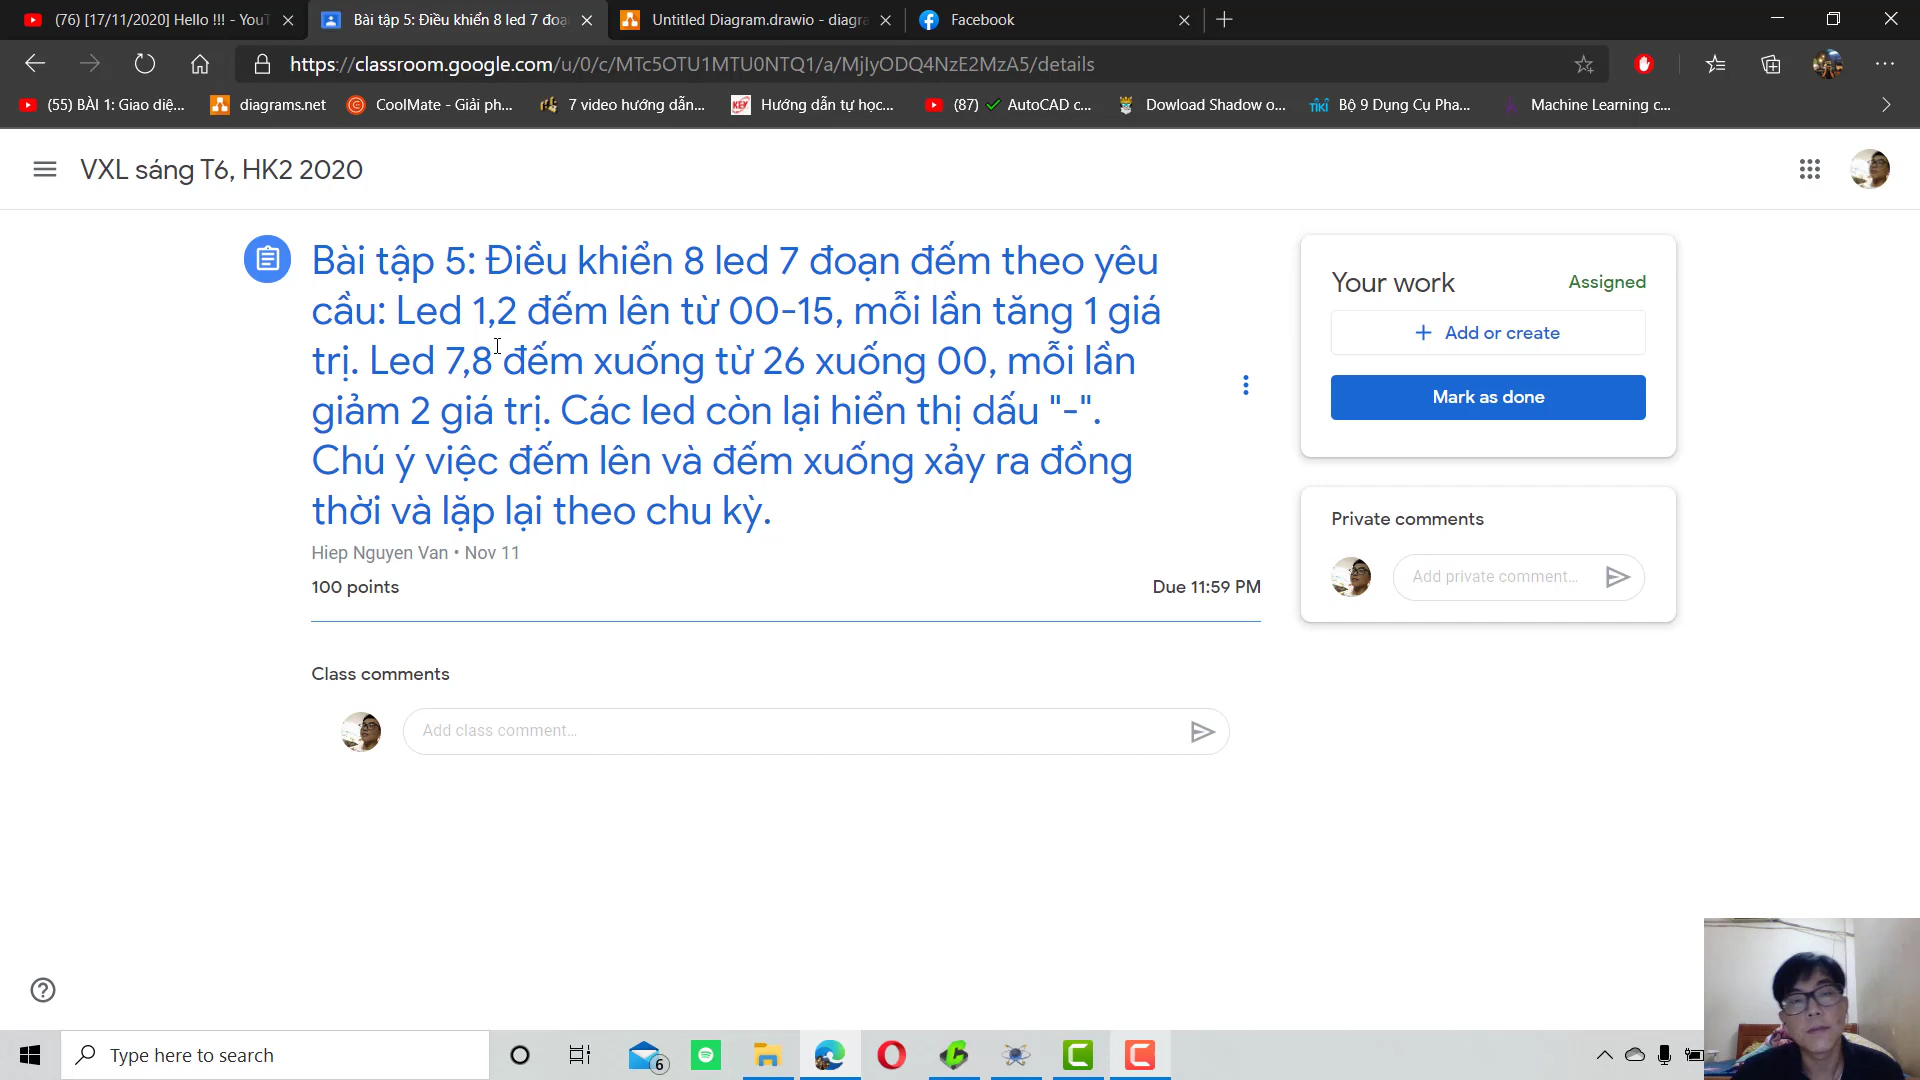 (76) [17/11/2020] Hello !!! - YouT
Bài tập 5: Điều khiển 8 led 7 đoạ
Untitled Diagram.drawio - diagra
Facebook
https://classroom.google.com/u/0/c/MTc5OTU1MTU0NTQ1/a/MjIyODQ4NzE2MzA5/details
(55) BÀI 1: Giao diệ...
diagrams.net
CoolMate - Giải ph...
7 video hướng dẫn...
KEY
Hướng dẫn tự học...
(87) ✓ AutoCAD c...
Dowload Shadow o...
TIKI
Bộ 9 Dụng Cụ Pha...
Machine Learning c...
VXL sáng T6, HK2 2020
Bài tập 5: Điều khiển 8 led 7 đoạn đếm theo yêu
cầu: Led 1,2 đếm lên từ 00-15, mỗi lần tăng 1 giá
trị. Led 7,8 đếm xuống từ 26 xuống 00, mỗi lần
giảm 2 giá trị. Các led còn lại hiển thị dấu "-".
Chú ý việc đếm lên và đếm xuống xảy ra đồng
thời và lặp lại theo chu kỳ.
Hiep Nguyen Van • Nov 11
100 points
Due 11:59 PM
Your work
Assigned
+ Add or create
Mark as done
Private comments
Add private comment...
Class comments
Add class comment...
Type here to search
6